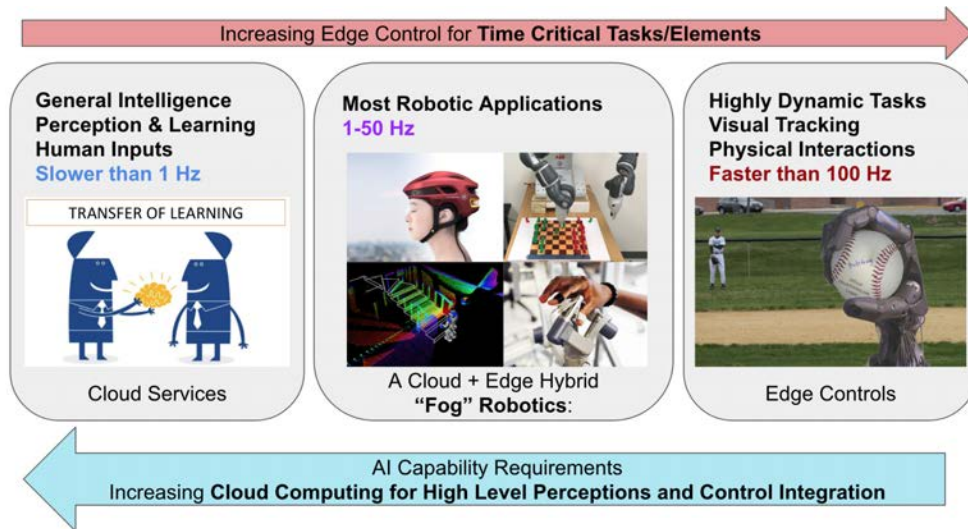 Increasing Edge Control for Time Critical Tasks/Elements
General Intelligence
Perception & Learning
Human Inputs
Slower than 1 Hz
TRANSFER OF LEARNING
Cloud Services
Most Robotic Applications
1-50 Hz
A Cloud + Edge Hybrid
“Fog” Robotics:
Highly Dynamic Tasks
Visual Tracking
Physical Interactions
Faster than 100 Hz
Edge Controls
AI Capability Requirements
Increasing Cloud Computing for High Level Perceptions and Control Integration